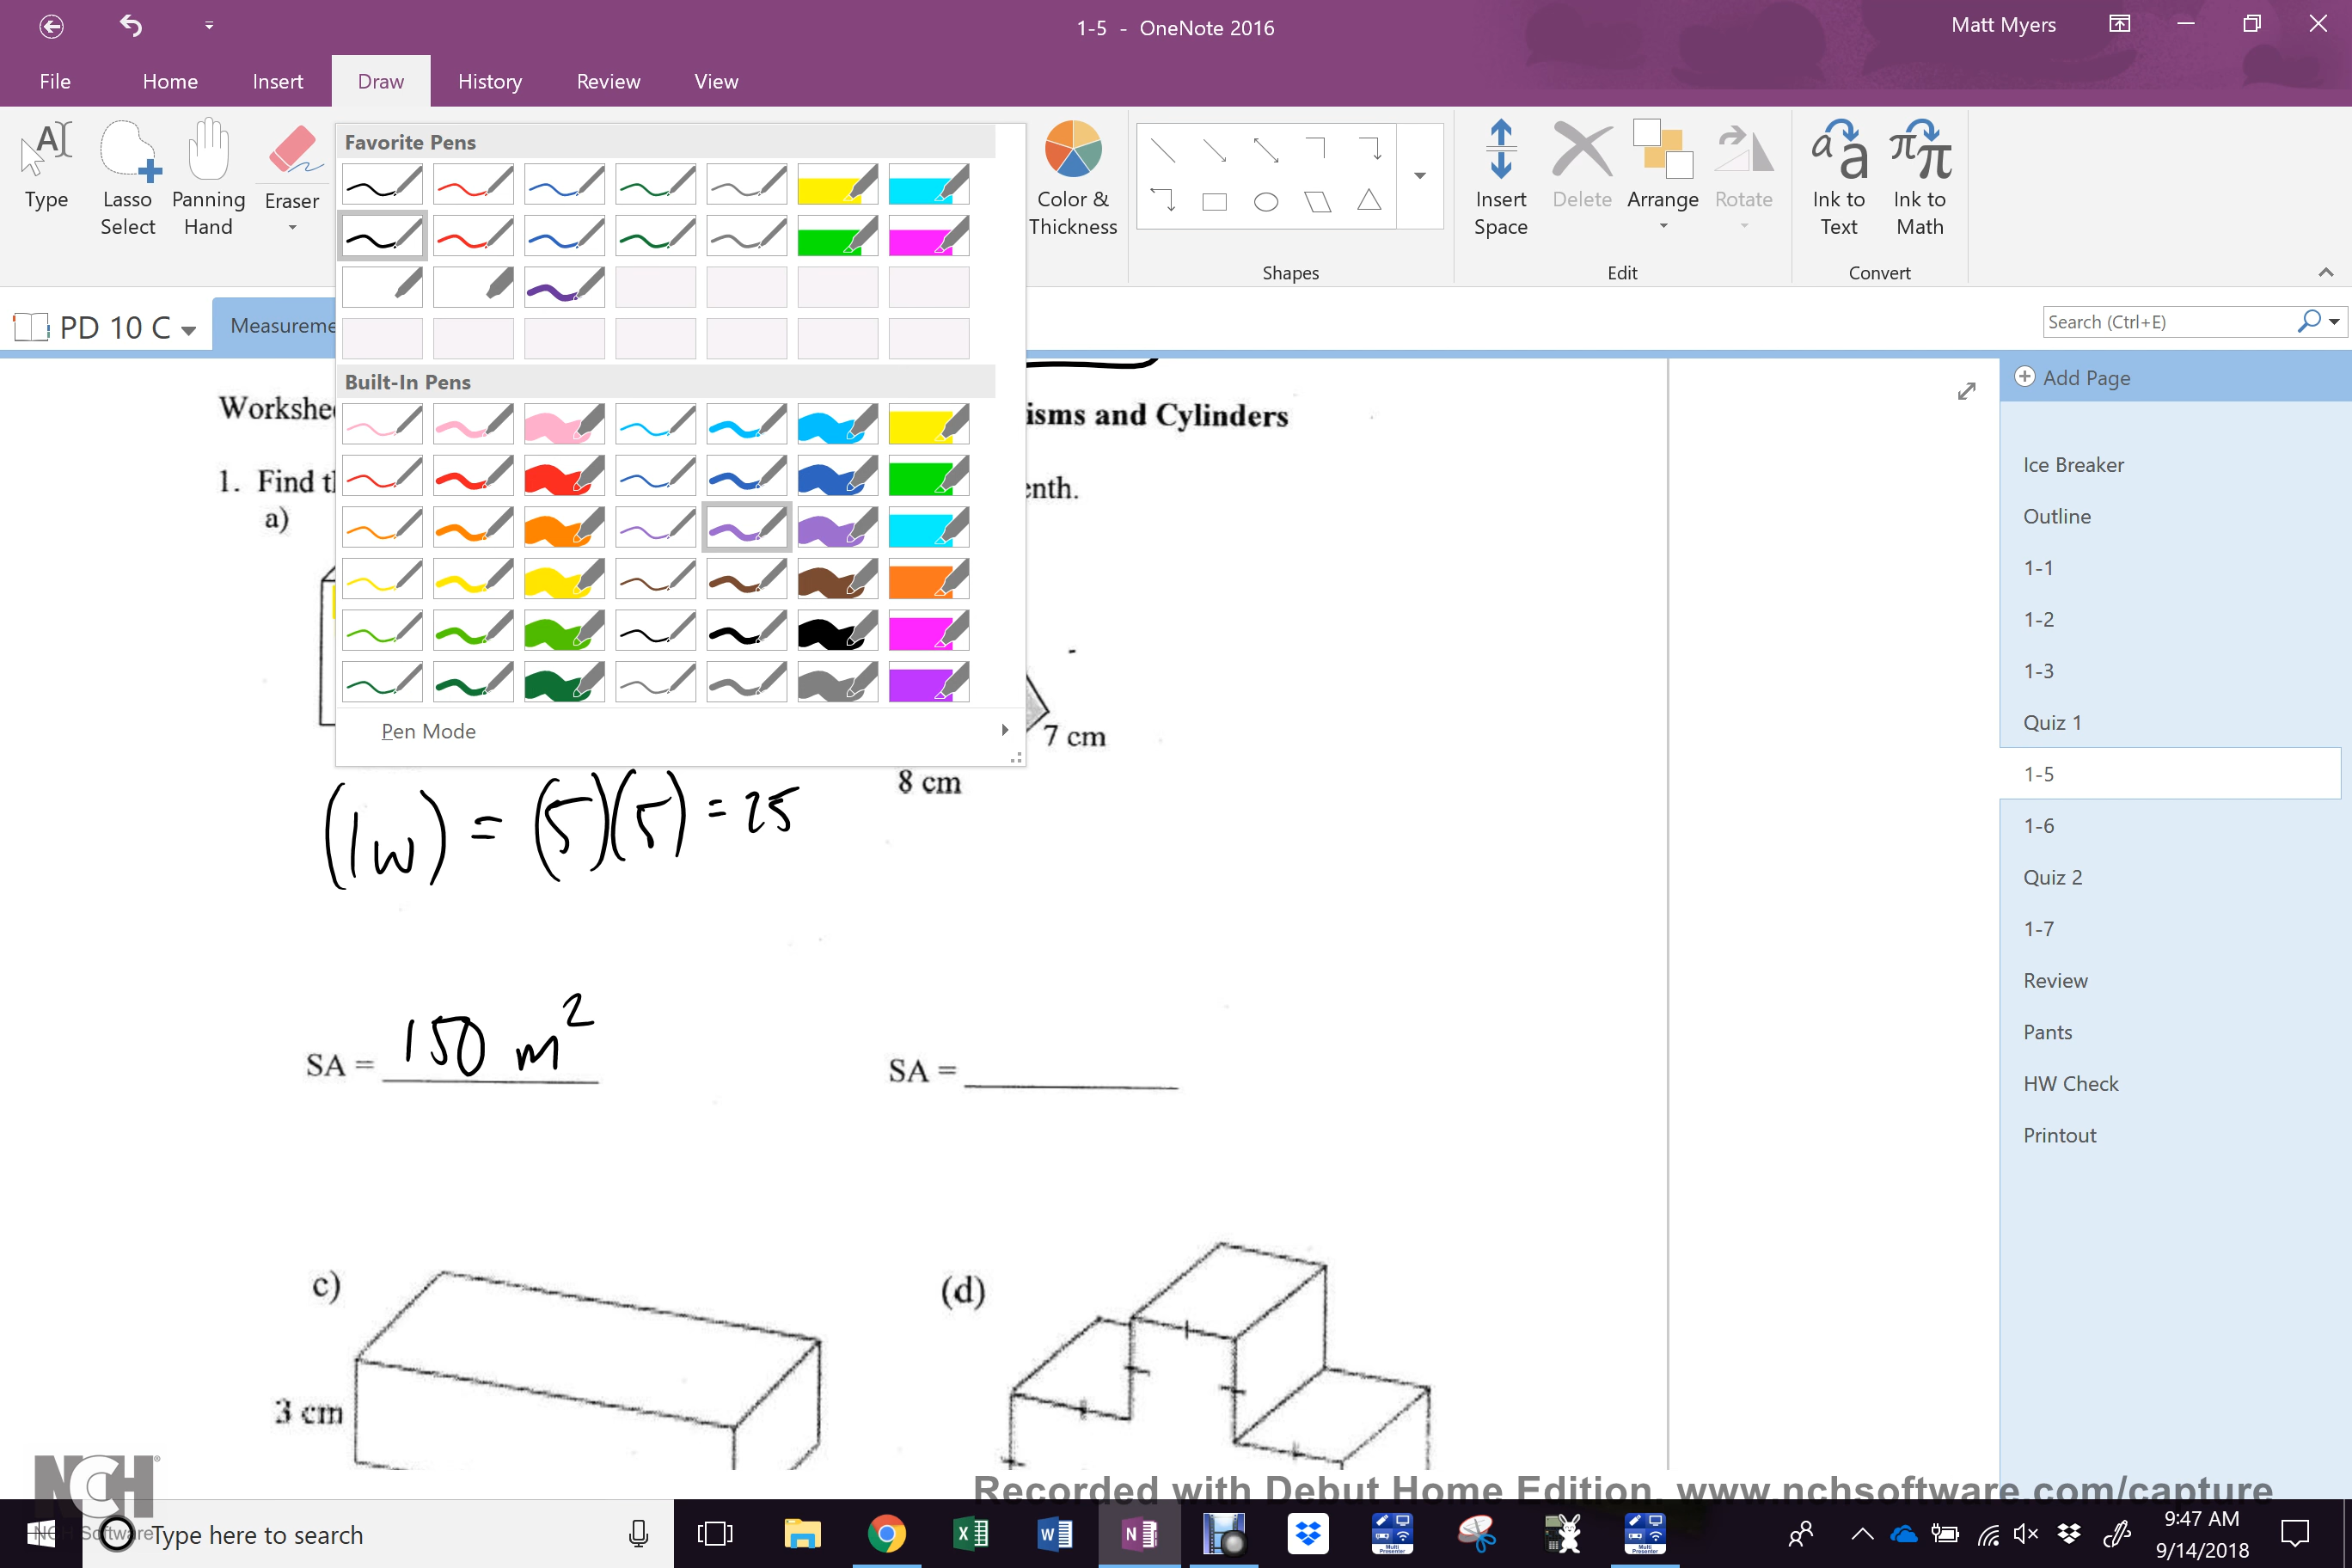 1-5 - OneNote 2016
Matt Myers
File Home Insert Draw History Review View
Type
Lasso Select
Panning Hand
Eraser
Favorite Pens
Built-In Pens
Pen Mode
Color & Thickness
Shapes
Insert Space
Delete
Arrange
Rotate
Edit
Ink to Text
Ink to Math
Convert
PD 10 C
Measureme
Search (Ctrl+E)
Add Page
Ice Breaker
Outline
1-1
1-2
1-3
Quiz 1
1-5
1-6
Quiz 2
1-7
Review
Pants
HW Check
Printout
Workshe isms and Cylinders
1. Find t enth.
a)
7 cm
8 cm
(lw) = (5)(5) = 25
SA = 150 m²
SA =
c)
(d)
3 cm
NCH
NCH Software
Recorded with Debut Home Edition. www.nchsoftware.com/capture
Type here to search
9:47 AM
9/14/2018